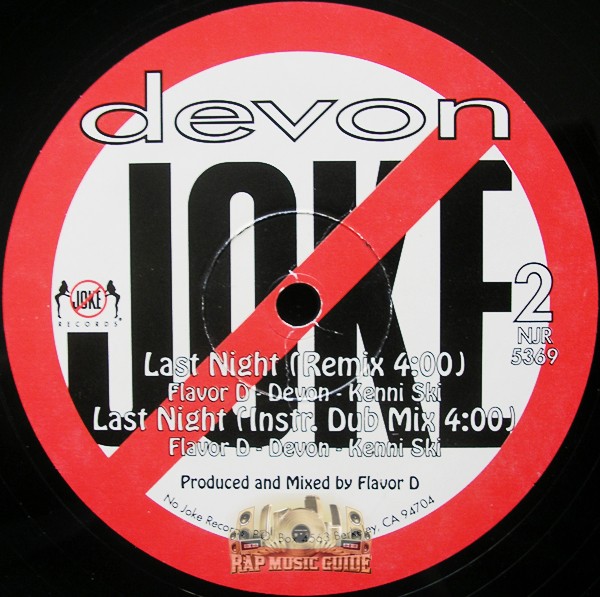 devon
JOKE
JOKE
RECORDS
2
NJR
5369
Last Night (Remix 4:00)
Flavor D - Devon - Kenni Ski
Last Night (Instr. Dub Mix 4:00)
Flavor D - Devon - Kenni Ski
Produced and Mixed by Flavor D
No Joke Records CA 94704
RAP MUSIC GUIDE